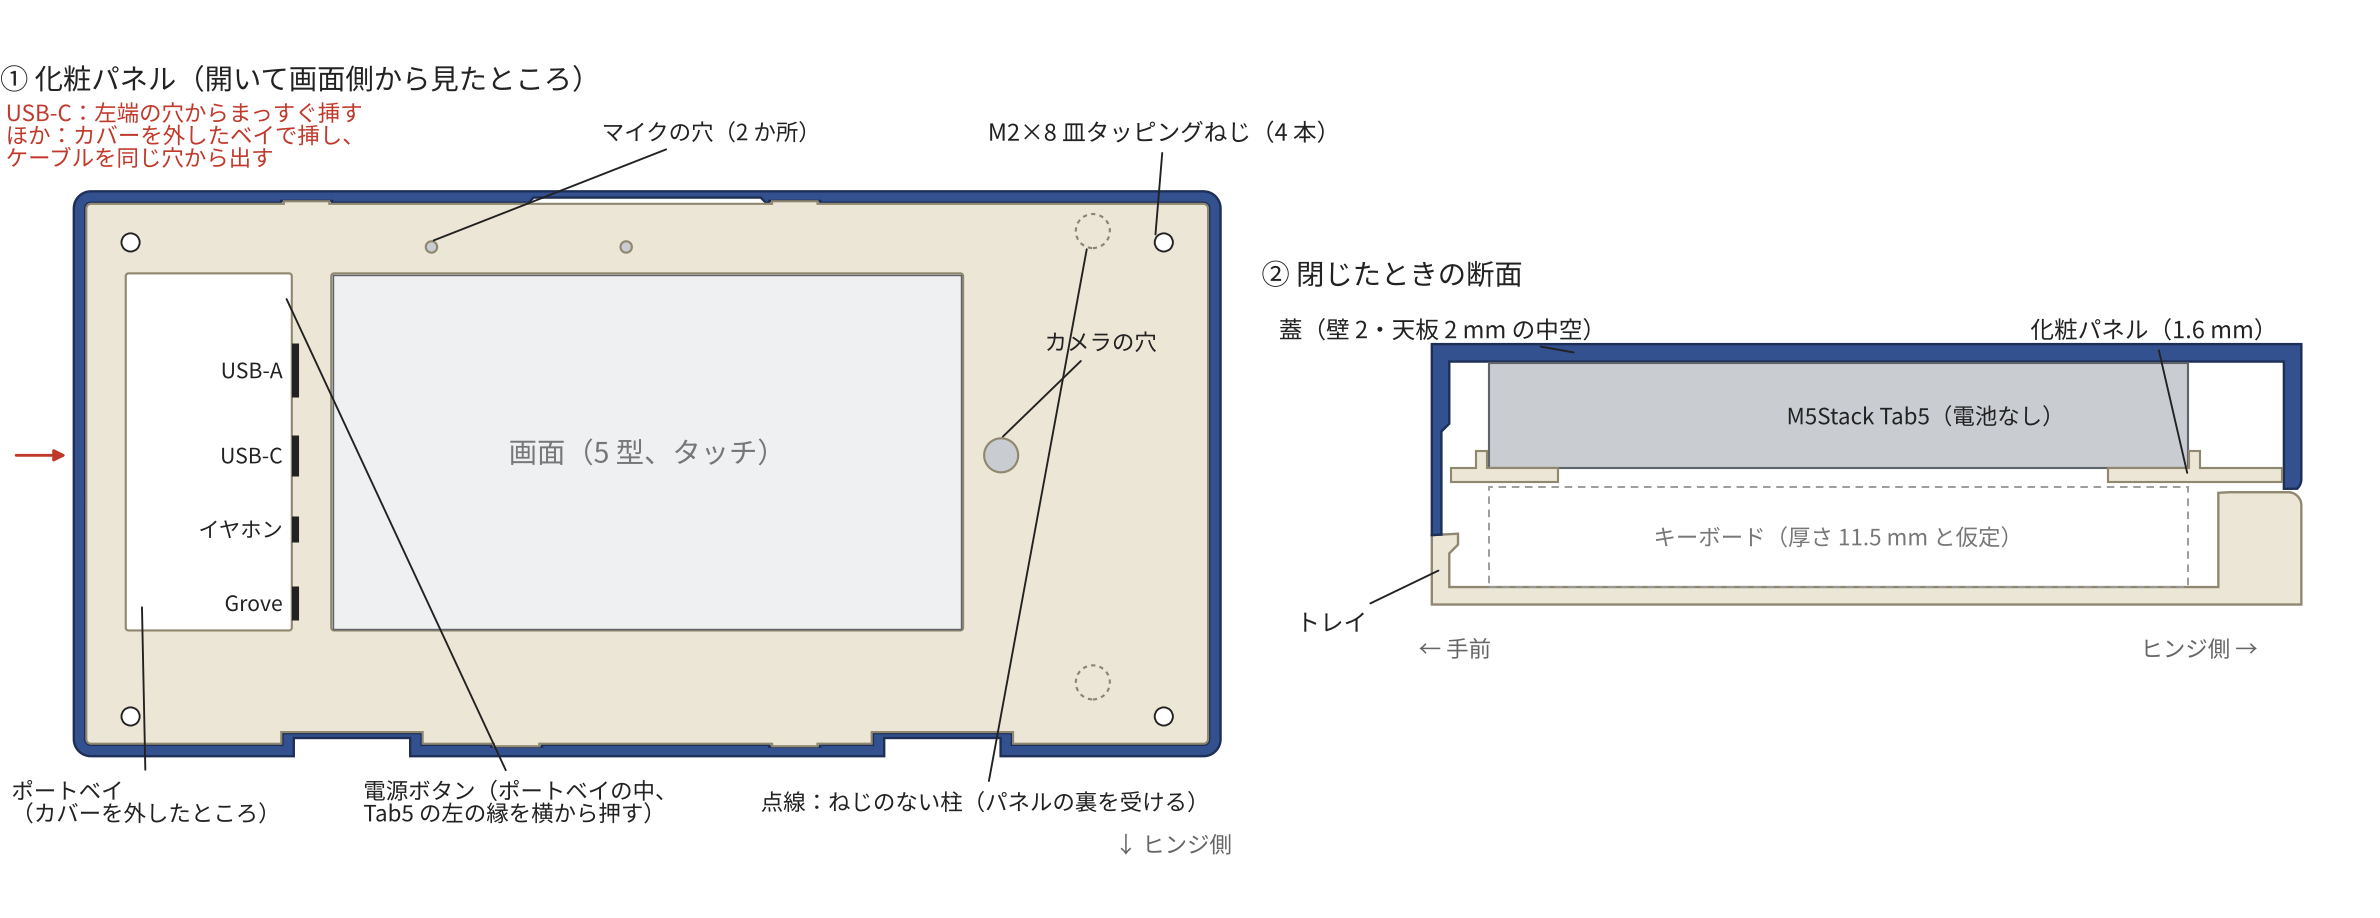 ① 化粧パネル（開いて画面側から見たところ）
USB-C：左端の穴からまっすぐ挿す
ほか：カバーを外したベイで挿し、
ケーブルを同じ穴から出す
マイクの穴（2 か所）
M2×8 皿タッピングねじ（4 本）
USB-A
USB-C
イヤホン
Grove
画面（5 型、タッチ）
カメラの穴
ポートベイ
（カバーを外したところ）
電源ボタン（ポートベイの中、
Tab5 の左の縁を横から押す）
点線：ねじのない柱（パネルの裏を受ける）
↓ ヒンジ側
② 閉じたときの断面
蓋（壁 2・天板 2 mm の中空）
化粧パネル（1.6 mm）
M5Stack Tab5（電池なし）
キーボード（厚さ 11.5 mm と仮定）
トレイ
← 手前
ヒンジ側 →